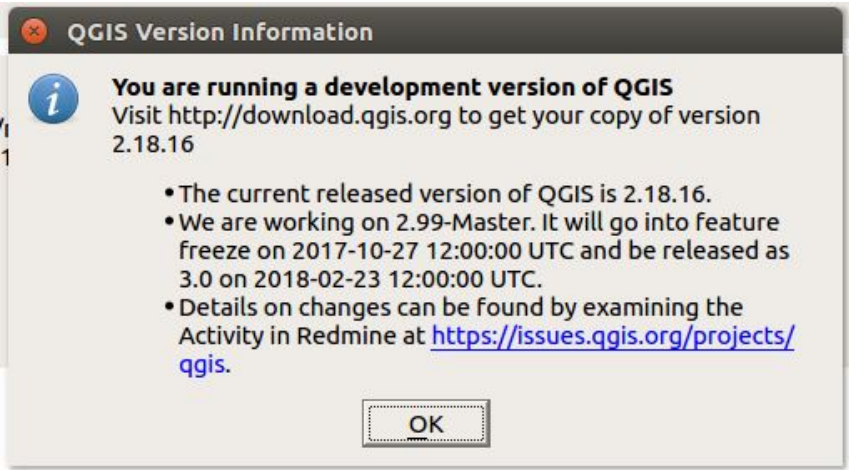 QGIS Version Information
You are running a development version of QGIS
Visit http://download.qgis.org to get your copy of version
2.18.16
• The current released version of QGIS is 2.18.16.
• We are working on 2.99-Master. It will go into feature
freeze on 2017-10-27 12:00:00 UTC and be released as
3.0 on 2018-02-23 12:00:00 UTC.
• Details on changes can be found by examining the
Activity in Redmine at https://issues.qgis.org/projects/
qgis.
OK